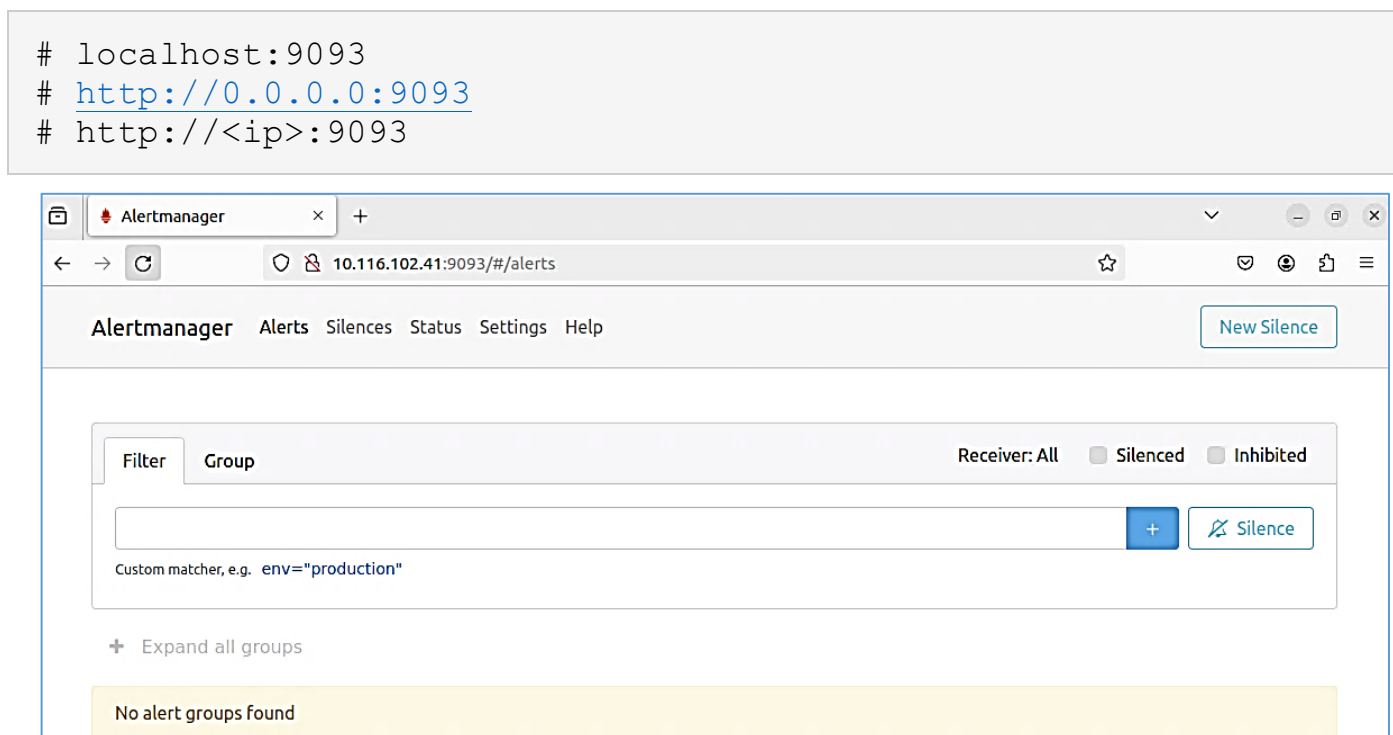 # localhost:9093
# http://0.0.0.0:9093
# http://<ip>:9093
Alertmanager
10.116.102.41:9093/#/alerts
Alertmanager Alerts Silences Status Settings Help New Silence
Filter Group Receiver: All Silenced Inhibited
+ Silence
Custom matcher, e.g. env="production"
+ Expand all groups
No alert groups found